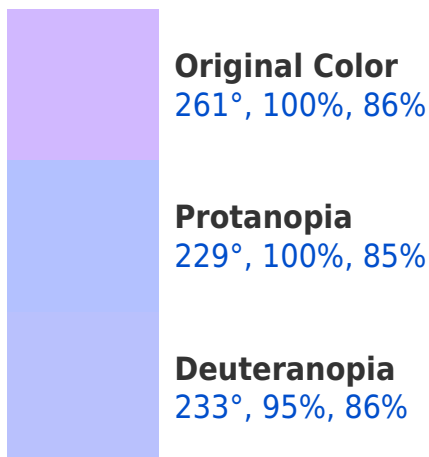 Original Color
261°, 100%, 86%
Protanopia
229°, 100%, 85%
Deuteranopia
233°, 95%, 86%